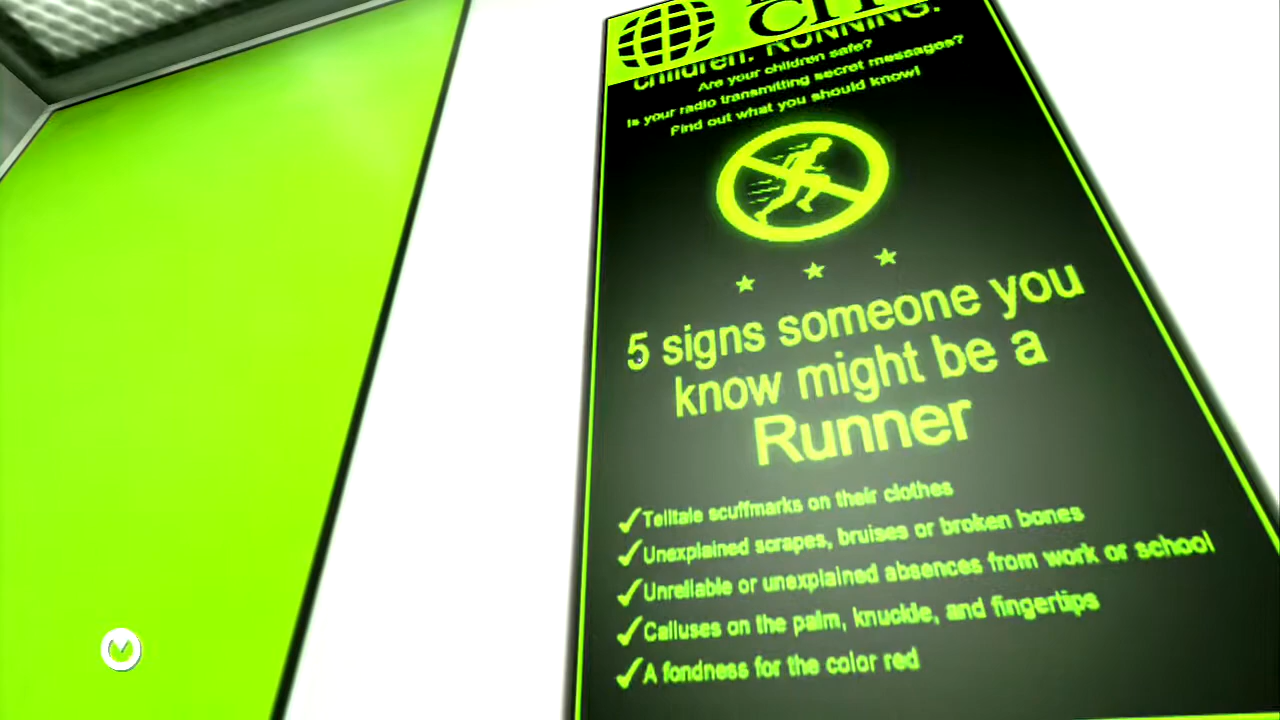 children. RUNNING.
Are your children safe?
Is your radio transmitting secret messages?
Find out what you should know!
5 signs someone you
know might be a
Runner
✓Telltale scuffmarks on their clothes
✓Unexplained scrapes, bruises or broken bones
✓Unreliable or unexplained absences from work or school
✓Calluses on the palm, knuckle, and fingertips
✓A fondness for the color red